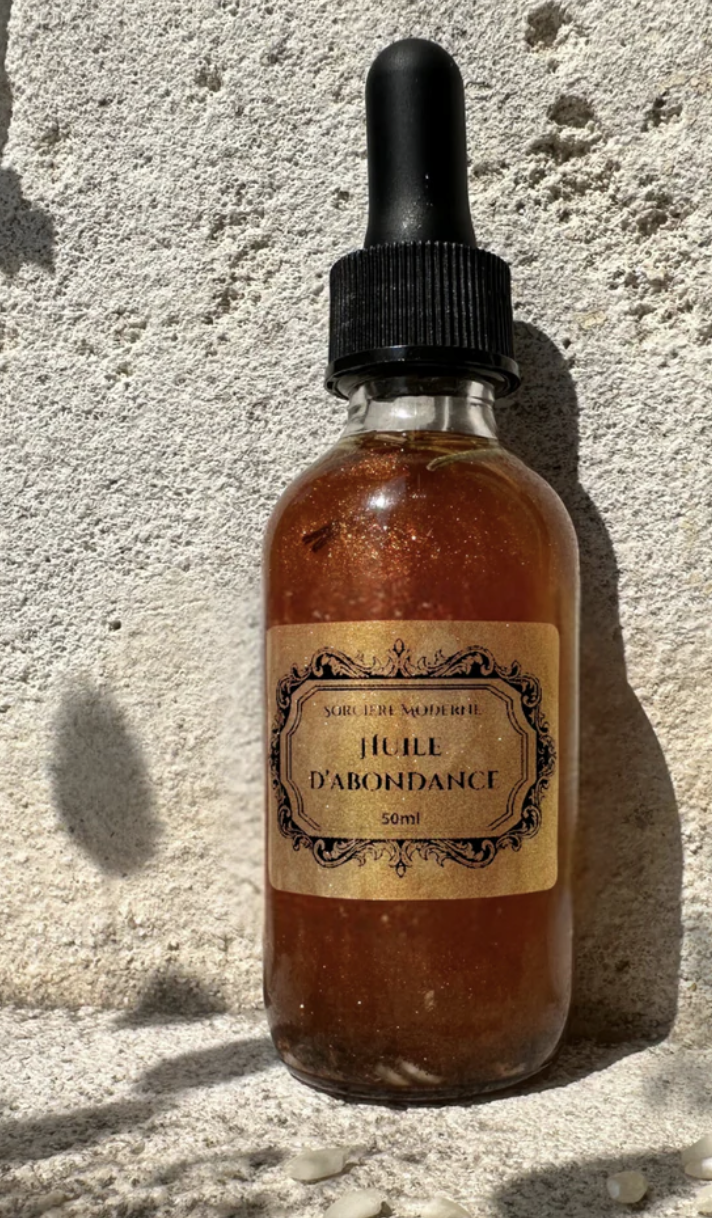 SORCIERE MODERNE
HUILE
D'ABONDANCE
50ml